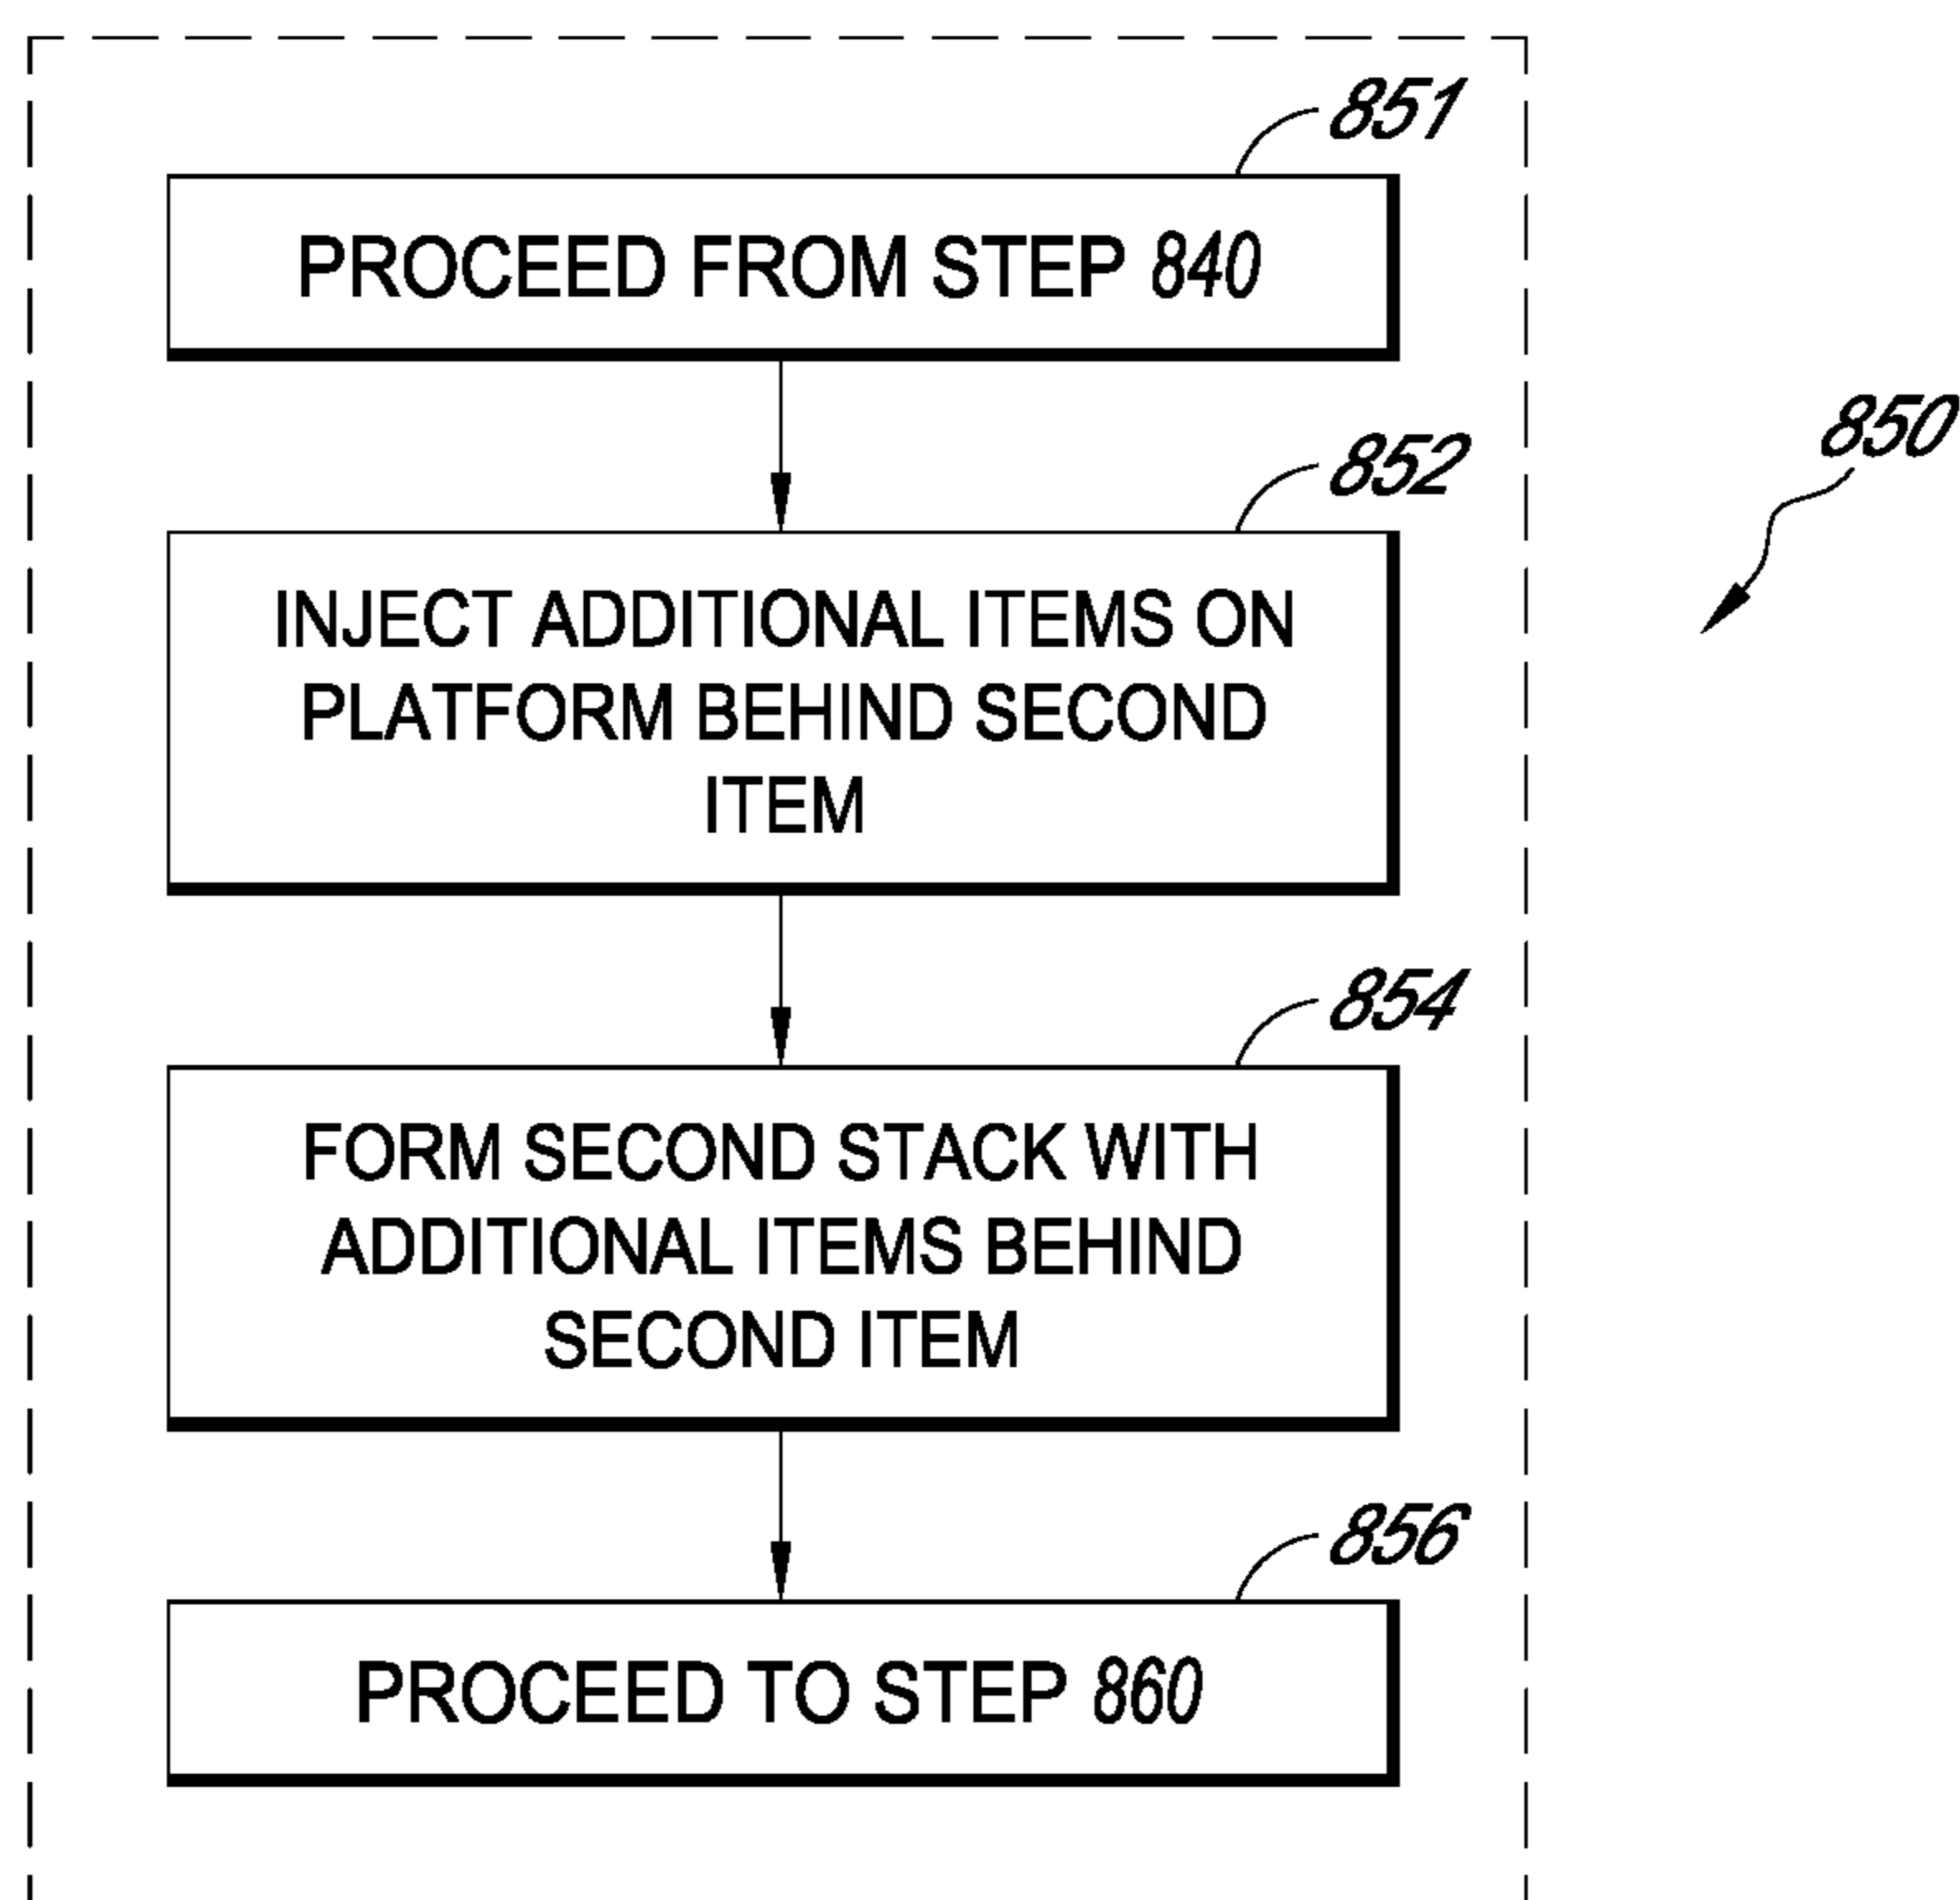 851
PROCEED FROM STEP 840
850
852
INJECT ADDITIONAL ITEMS ON
PLATFORM BEHIND SECOND
ITEM
854
FORM SECOND STACK WITH
ADDITIONAL ITEMS BEHIND
SECOND ITEM
856
PROCEED TO STEP 860